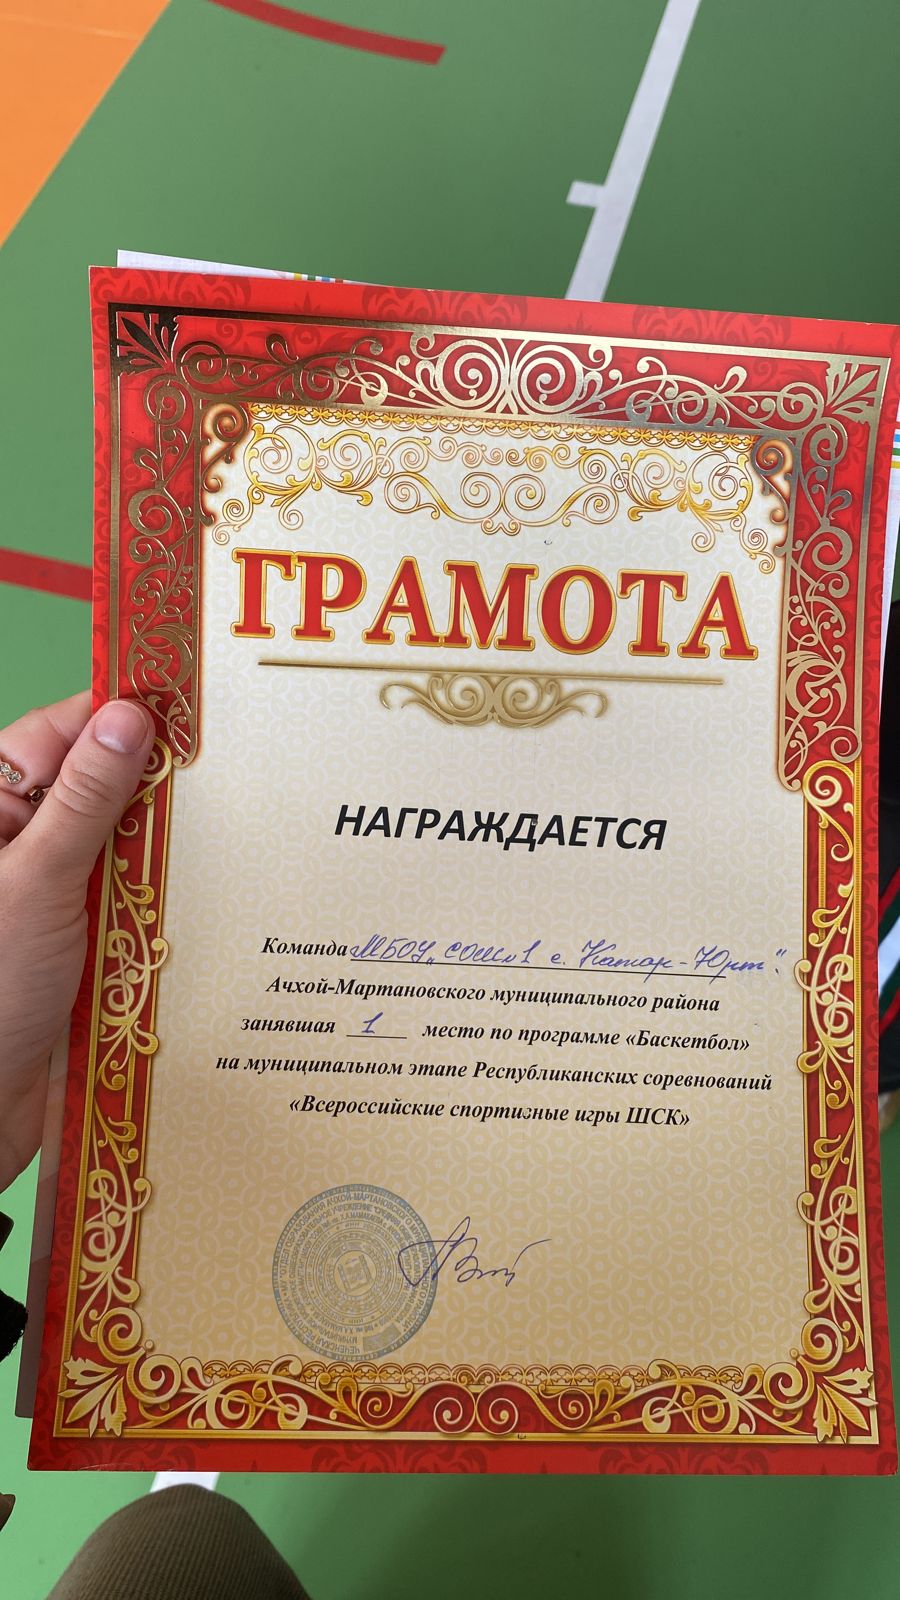 ГРАМОТА
НАГРАЖДАЕТСЯ
Команда МБОУ „СОШ №1 с. Катар-Юрт".
Ачхой-Мартановского муниципального района
занявшая 1 место по программе «Баскетбол»
на муниципальном этапе Республиканских соревнований
«Всероссийские спортивные игры ШСК»